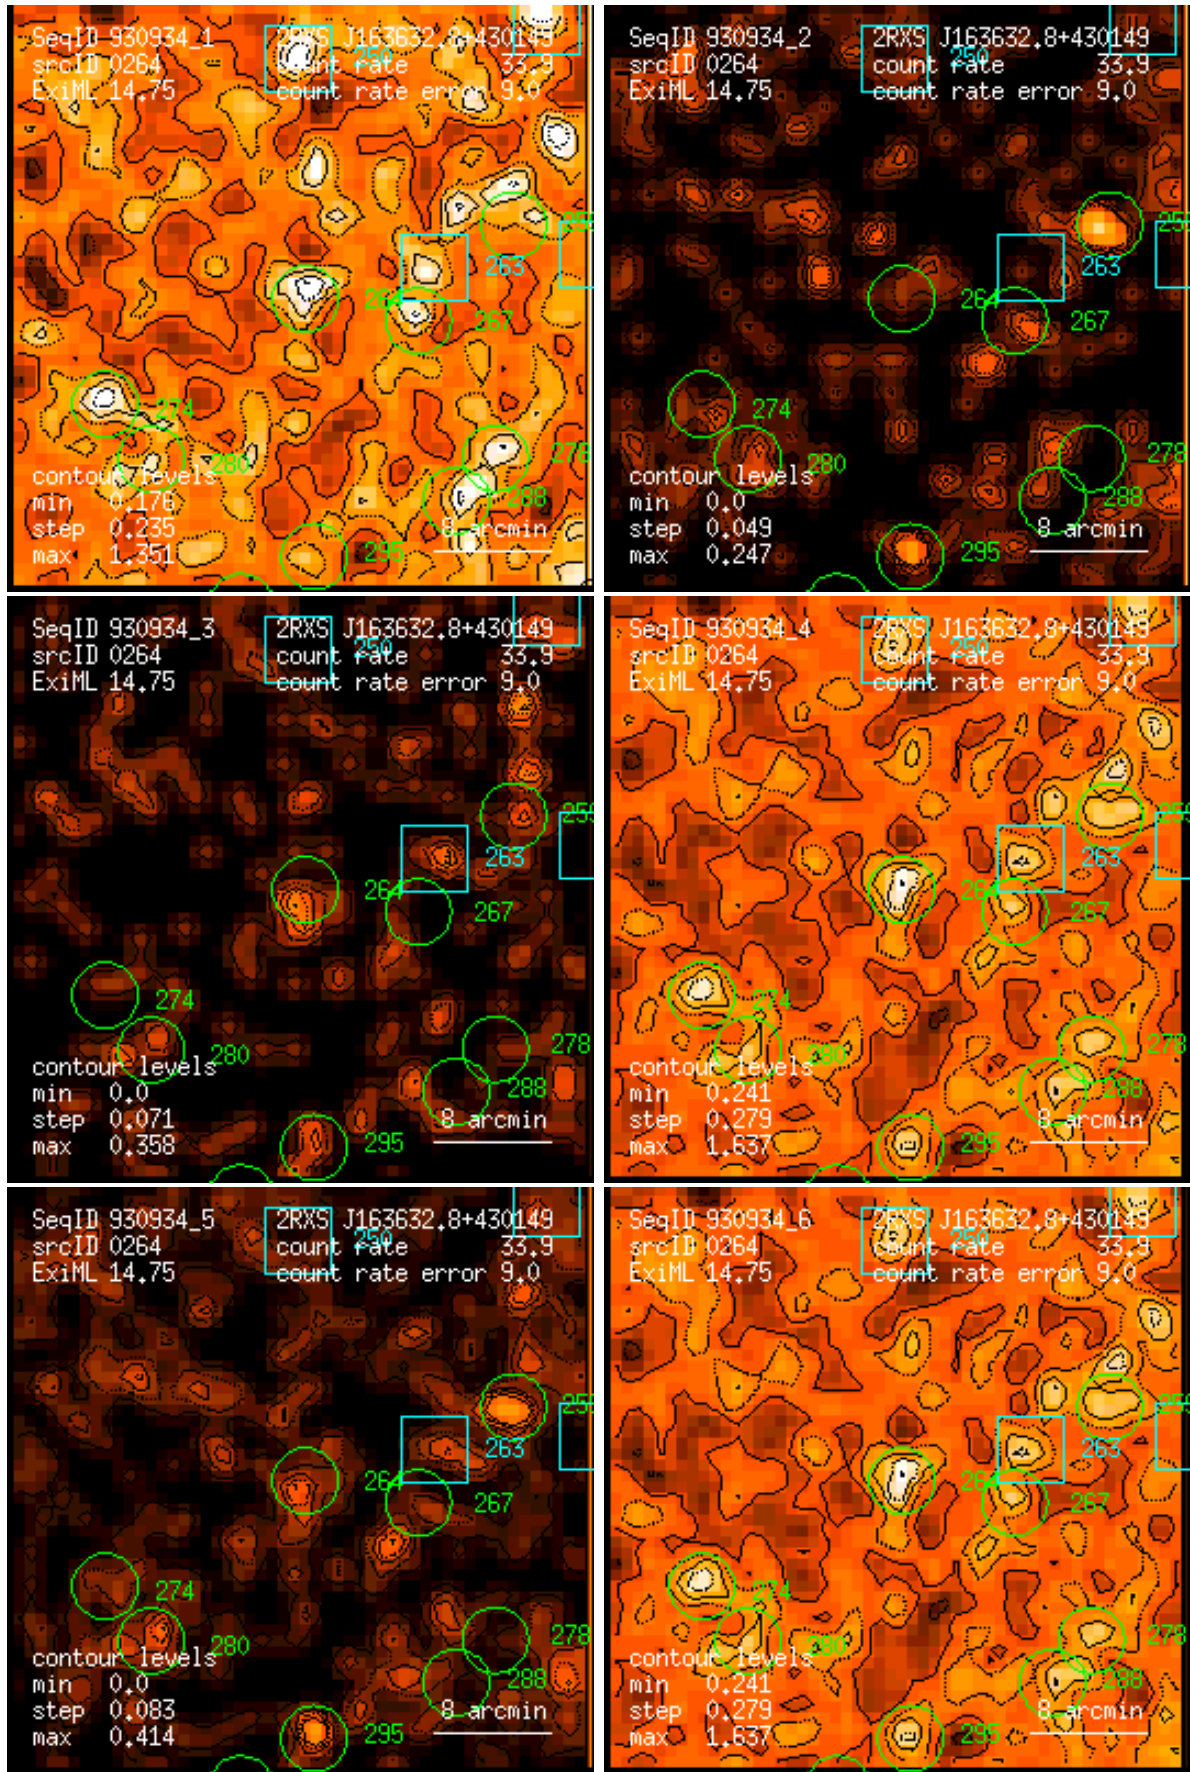 SeqID 930934_1 2RXS J163632.8+430149
srcID 0264 count rate 33.9
250
ExiML 14.75 count rate error 9.0
259
263
264
267
274
278
280
contour levels
min 0.176
288
step 0.235
8 arcmin
max 1.351
295
SeqID 930934_2 2RXS J163632.8+430149
srcID 0264 count rate 33.9
250
ExiML 14.75 count rate error 9.0
259
263
264
267
274
278
280
contour levels
min 0.0
288
step 0.049
8 arcmin
max 0.247
295
SeqID 930934_3 2RXS J163632.8+430149
srcID 0264 count rate 33.9
250
ExiML 14.75 count rate error 9.0
259
263
264
267
274
278
280
contour levels
min 0.0
288
step 0.071
8 arcmin
max 0.358
295
SeqID 930934_4 2RXS J163632.8+430149
srcID 0264 count rate 33.9
250
ExiML 14.75 count rate error 9.0
259
263
264
267
274
278
280
contour levels
min 0.241
288
step 0.279
8 arcmin
max 1.637
295
SeqID 930934_5 2RXS J163632.8+430149
srcID 0264 count rate 33.9
250
ExiML 14.75 count rate error 9.0
259
263
264
267
274
278
280
contour levels
min 0.0
288
step 0.083
8 arcmin
max 0.414
295
SeqID 930934_6 2RXS J163632.8+430149
srcID 0264 count rate 33.9
250
ExiML 14.75 count rate error 9.0
259
263
264
267
274
278
280
contour levels
min 0.241
288
step 0.279
8 arcmin
max 1.637
295